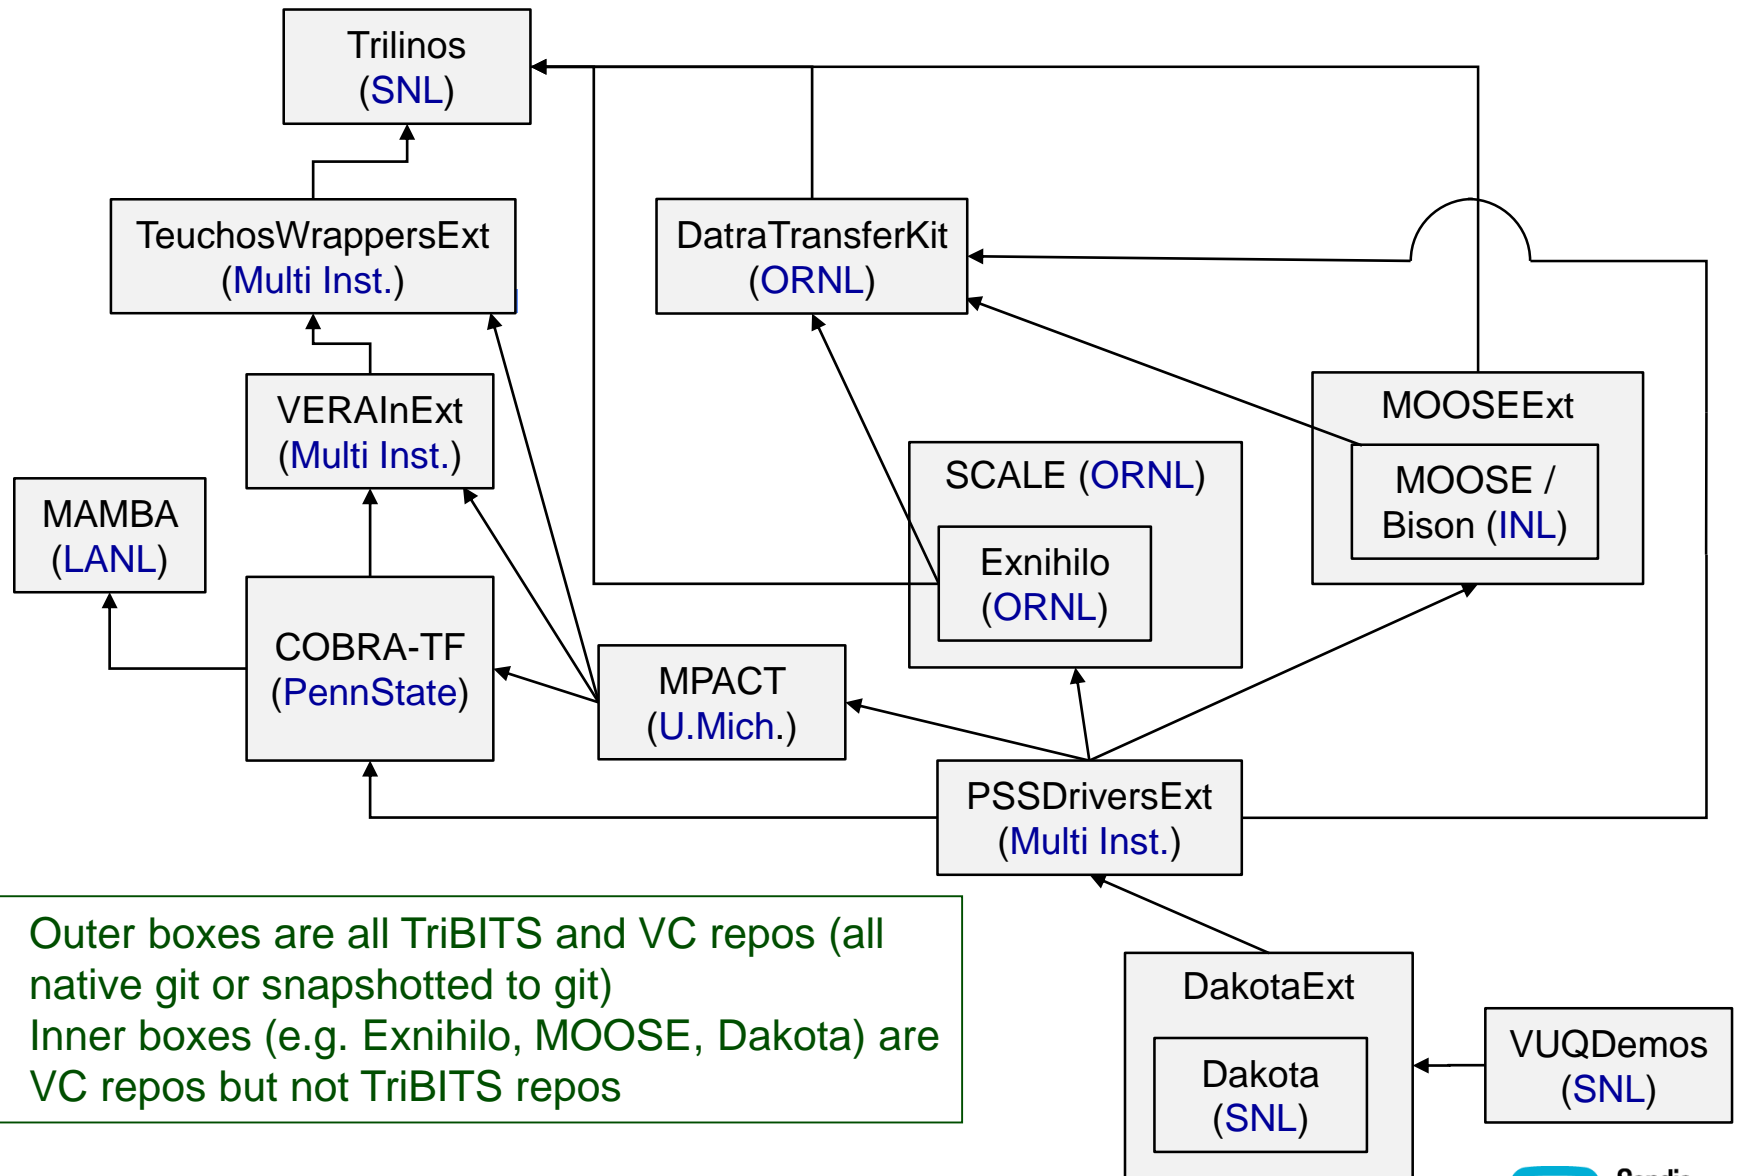 Trilinos
(SNL)
TeuchosWrappersExt
(Multi Inst.)
DatraTransferKit
(ORNL)
VERAInExt
(Multi Inst.)
MOOSEExt
MOOSE /
Bison (INL)
SCALE (ORNL)
Exnihilo
(ORNL)
MAMBA
(LANL)
COBRA-TF
(PennState)
MPACT
(U.Mich.)
PSSDriversExt
(Multi Inst.)
Outer boxes are all TriBITS and VC repos (all
native git or snapshotted to git)
Inner boxes (e.g. Exnihilo, MOOSE, Dakota) are
VC repos but not TriBITS repos
DakotaExt
Dakota
(SNL)
VUQDemos
(SNL)